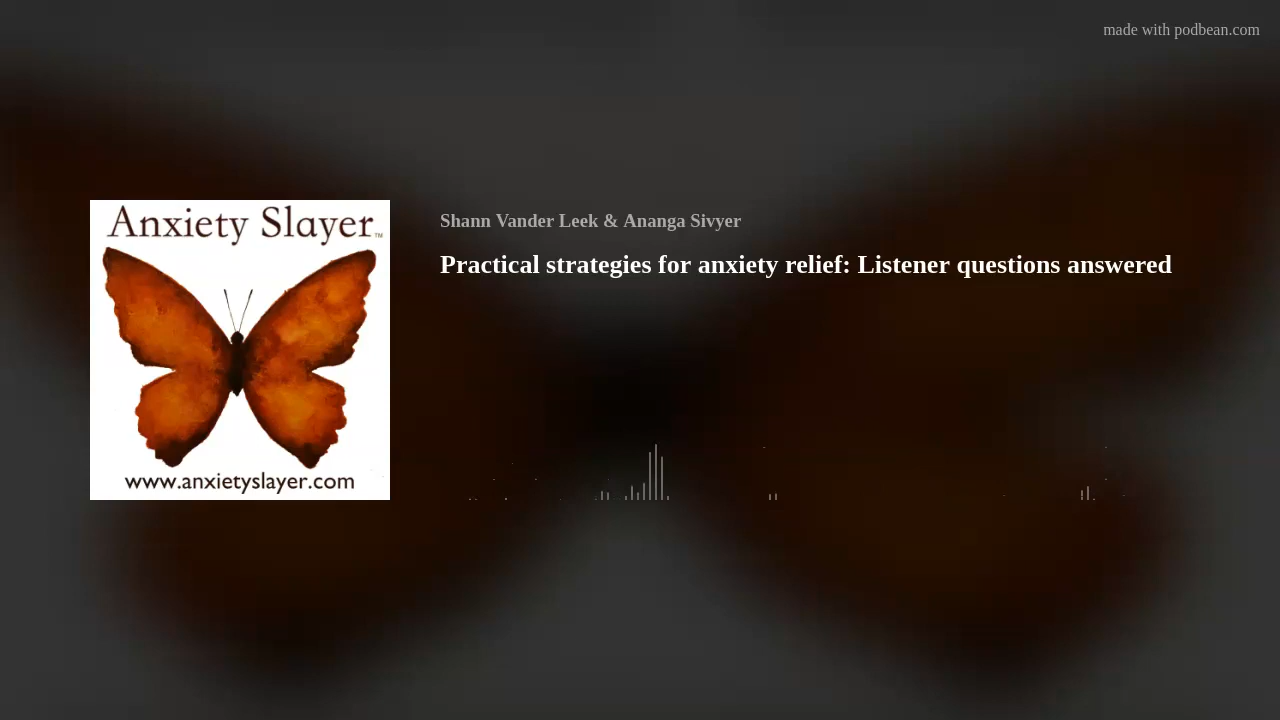 made with podbean.com
Anxiety Slayer™
Shann Vander Leek & Ananga Sivyer
Practical strategies for anxiety relief: Listener questions answered
www.anxietyslayer.com